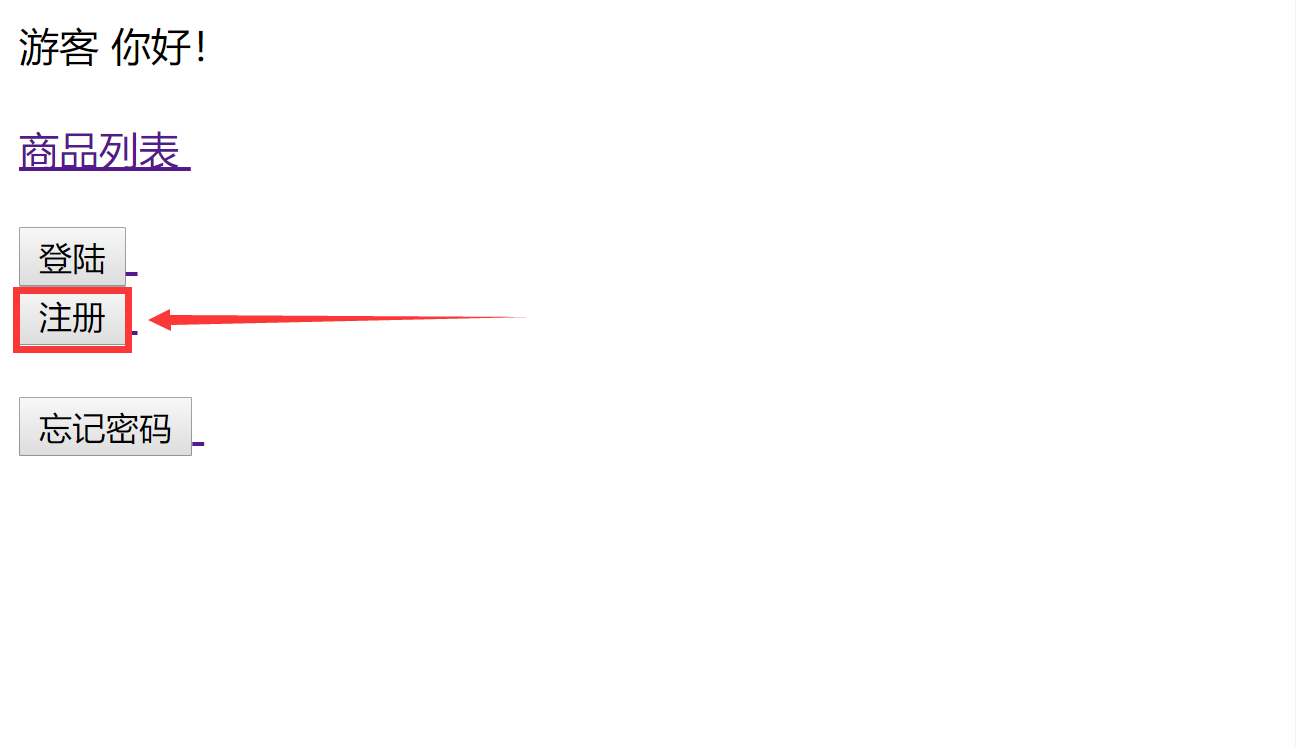 游客 你好！
商品列表
登陆
注册
忘记密码